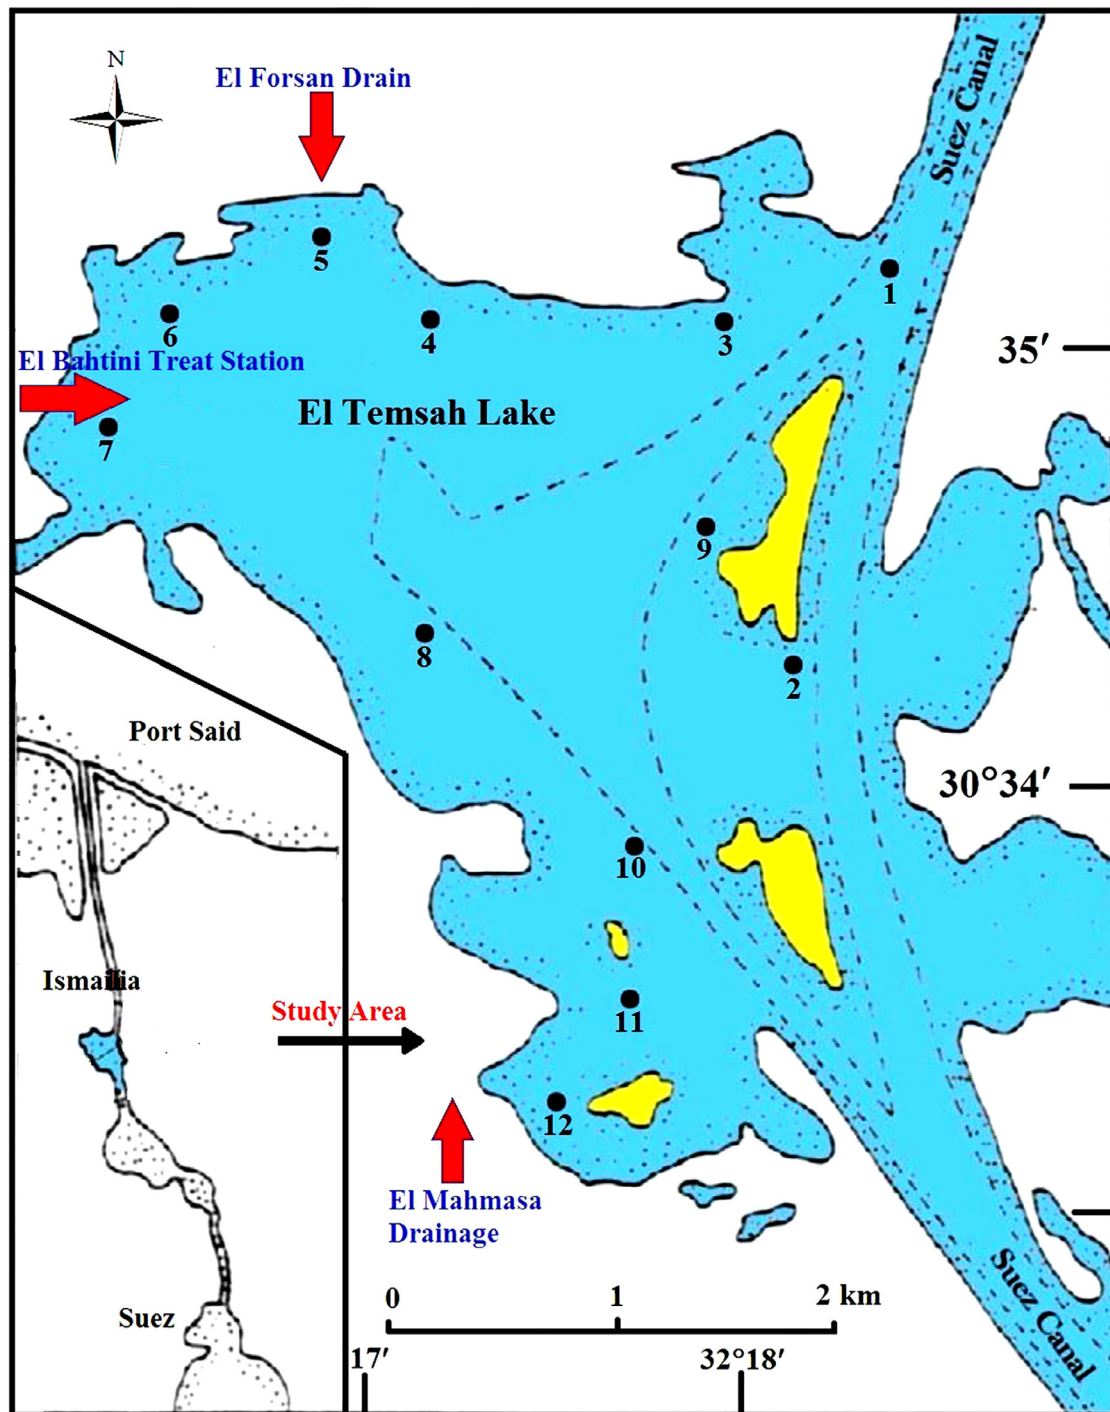 N
El Forsan Drain
Suez Canal
1
5
6
4
3
35′
El Bahtini Treat Station
El Temsah Lake
7
9
8
2
Port Said
30°34′
10
Ismailia
Study Area
11
12
El Mahmasa
Drainage
Suez Canal
0 1 2 km
Suez
17′ 32°18′